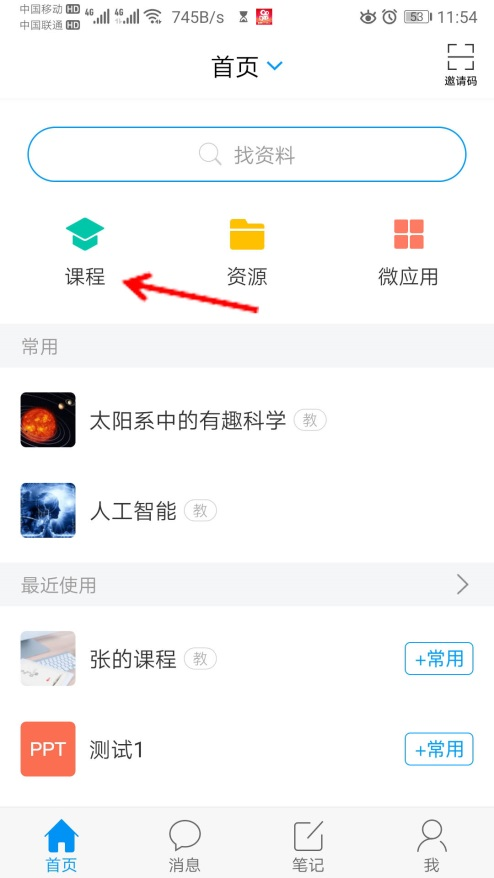 中国移动 HD 4G 4G 745B/s 53 11:54
中国联通 HD
首页
邀请码
找资料
课程 资源 微应用
常用
太阳系中的有趣科学 教
人工智能 教
最近使用
张的课程 教 +常用
PPT 测试1 +常用
首页 消息 笔记 我